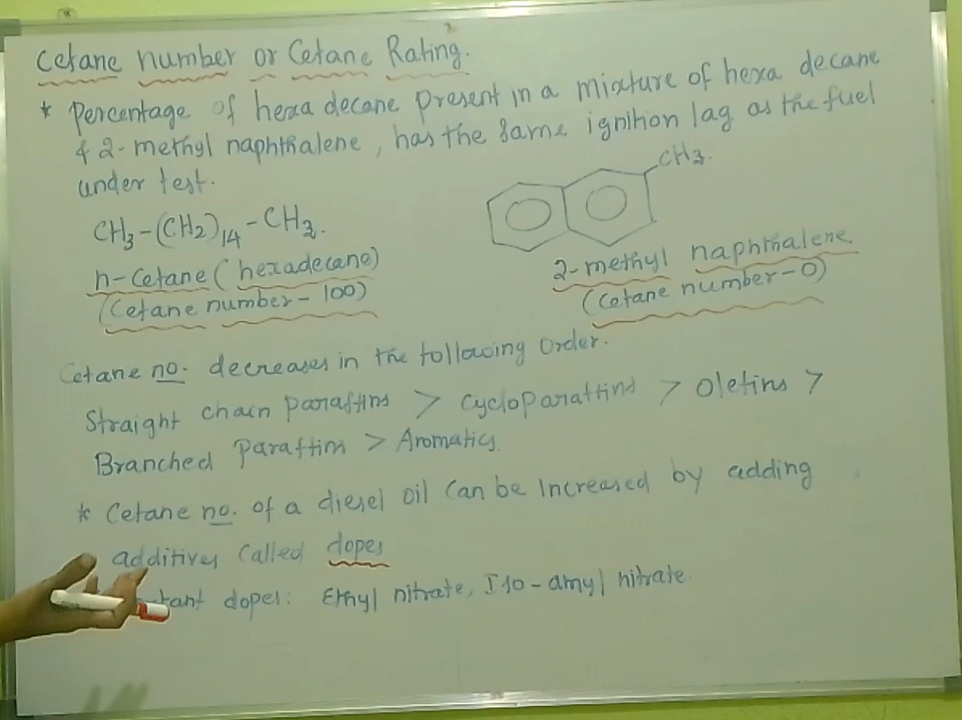 Cetane number or Cetane Rating.
* Percentage of hexa decane present in a mixture of hexa decane
& 2-methyl naphthalene, has the same ignition lag as the fuel
under test.
CH3-(CH2)14-CH3.
CH3.
n-Cetane (hexadecane)
2-methyl naphthalene
(Cetane number - 100)
(Cetane number - 0)
Cetane no. decreases in the following order.
Straight chain paraffins > cycloparaffins > Olefins >
Branched paraffins > Aromatics.
* Cetane no. of a diesel oil can be Increased by adding
additives called dopes
dopes: Ethyl nitrate, Iso-amyl nitrate